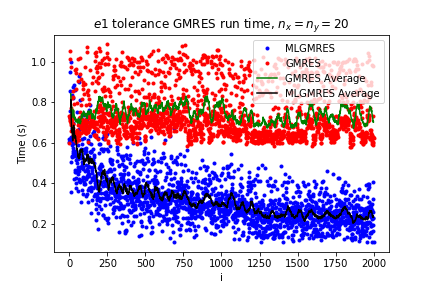 e1 tolerance GMRES run time, n_x = n_y = 20
MLGMRES
GMRES
GMRES Average
MLGMRES Average
Time (s)
1.0
0.8
0.6
0.4
0.2
0 250 500 750 1000 1250 1500 1750 2000
i